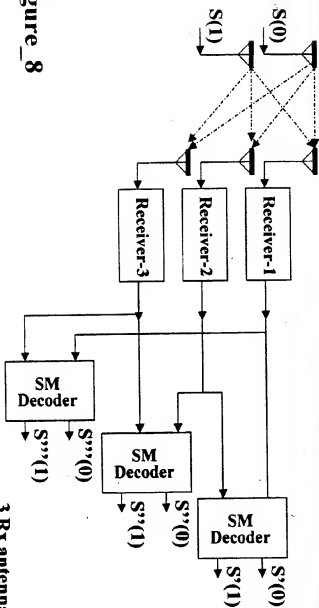 S(0)
S(1)
Receiver-1
Receiver-2
Receiver-3
SM
Decoder
S'(0)
S'(1)
SM
Decoder
S''(0)
S''(1)
SM
Decoder
S'''(0)
S'''(1)
gure_8
3 Rx antenna